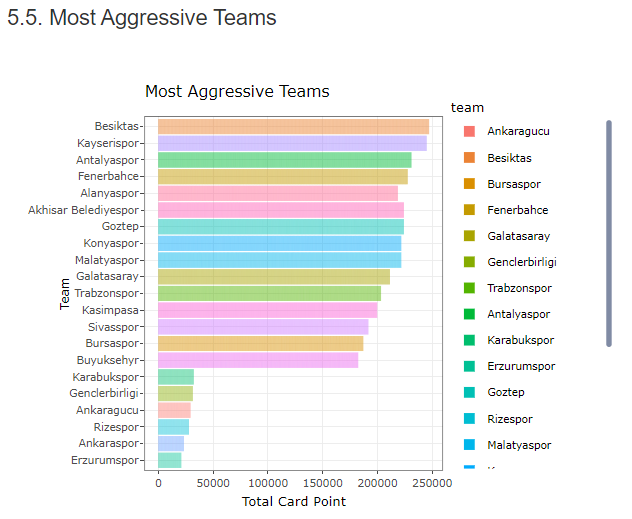 5.5. Most Aggressive Teams
Most Aggressive Teams
team
Besiktas
Kayserispor
Antalyaspor
Fenerbahce
Alanyaspor
Akhisar Belediyespor
Goztep
Konyaspor
Malatyaspor
Galatasaray
Trabzonspor
Kasimpasa
Sivasspor
Bursaspor
Buyuksehyr
Karabukspor
Genclerbirligi
Ankaragucu
Rizespor
Ankaraspor
Erzurumspor
Team
0
50000
100000
150000
200000
250000
Total Card Point
Ankaragucu
Besiktas
Bursaspor
Fenerbahce
Galatasaray
Genclerbirligi
Trabzonspor
Antalyaspor
Karabukspor
Erzurumspor
Goztep
Rizespor
Malatyaspor